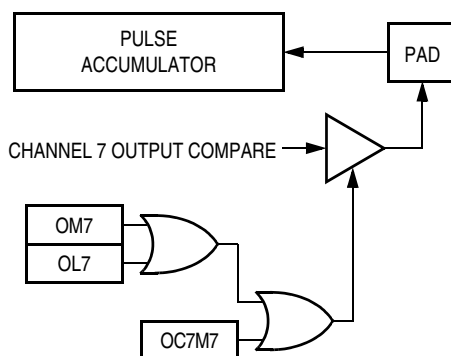 PULSE
ACCUMULATOR
PAD
CHANNEL 7 OUTPUT COMPARE
OM7
OL7
OC7M7